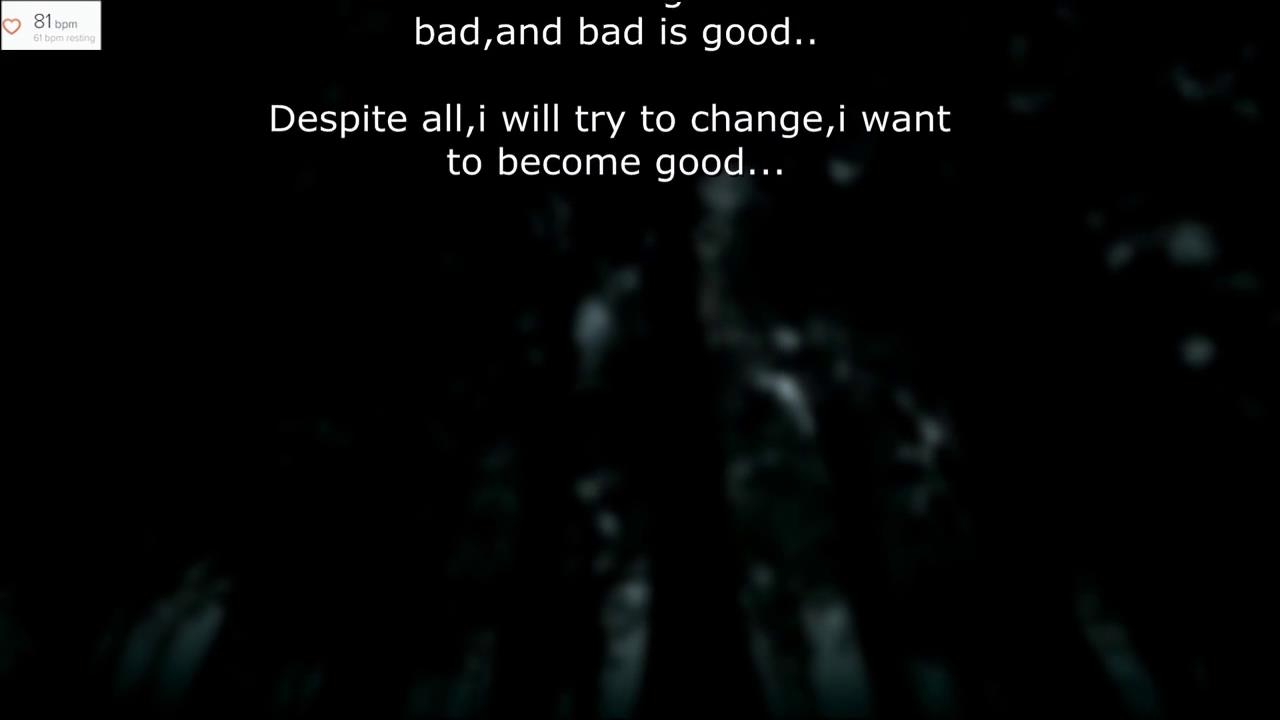 81 bpm
61 bpm resting
bad,and bad is good..
Despite all,i will try to change,i want
to become good...